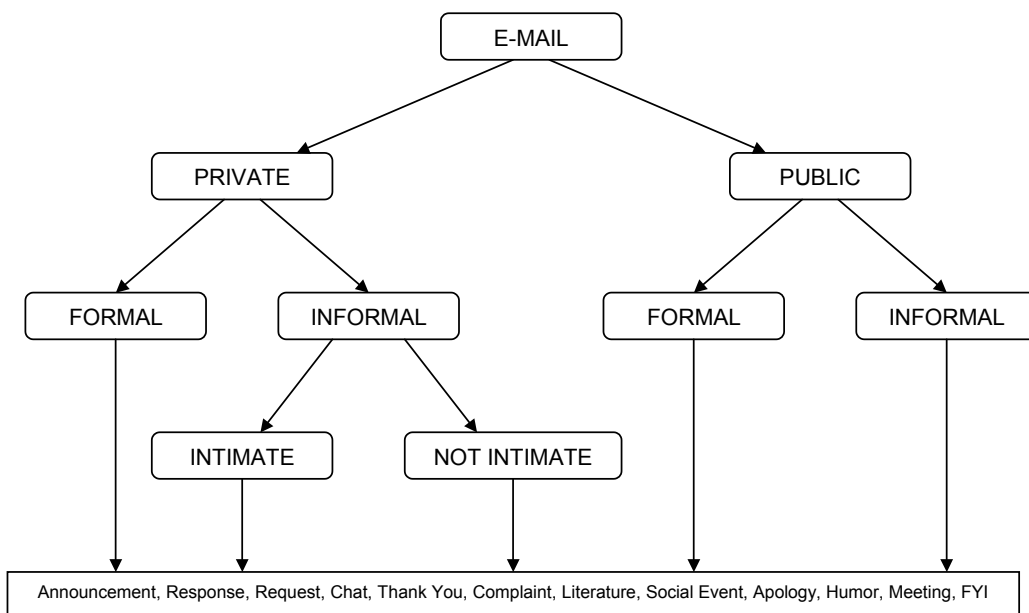 E-MAIL
PRIVATE
PUBLIC
FORMAL
INFORMAL
FORMAL
INFORMAL
INTIMATE
NOT INTIMATE
Announcement, Response, Request, Chat, Thank You, Complaint, Literature, Social Event, Apology, Humor, Meeting, FYI